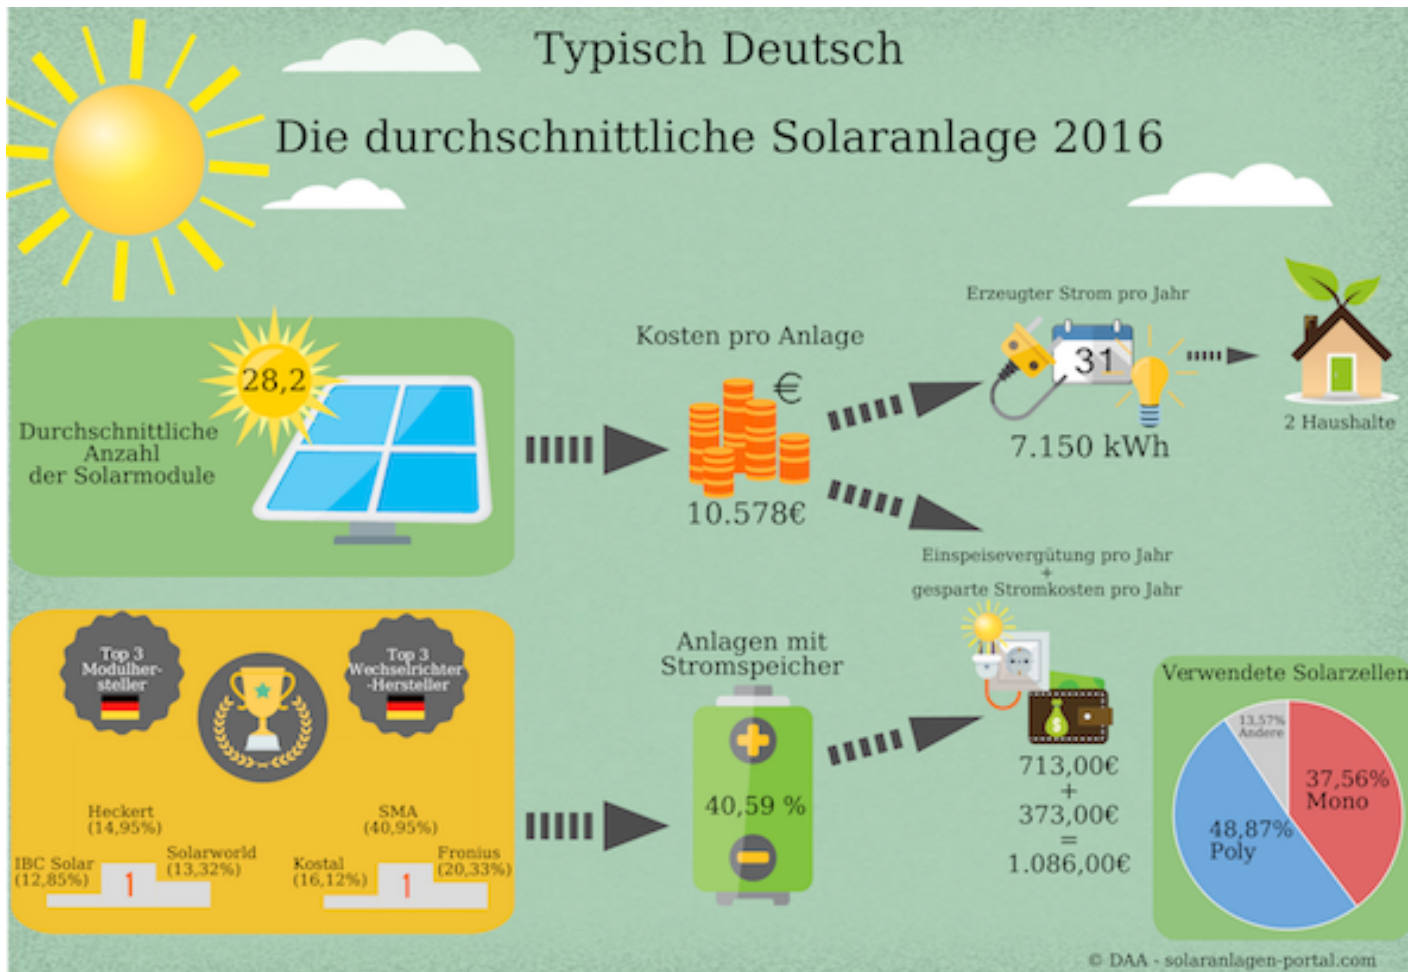 Typisch Deutsch
Die durchschnittliche Solaranlage 2016
28,2
Durchschnittliche
Anzahl
der Solarmodule
Kosten pro Anlage
€
10.578€
Erzeugter Strom pro Jahr
31
7.150 kWh
2 Haushalte
Einspeisevergütung pro Jahr
+
gesparte Stromkosten pro Jahr
$
713,00€
+
373,00€
=
1.086,00€
Top 3
Modulher-
steller
Top 3
Wechselrichter
-Hersteller
Heckert
(14,95%)
IBC Solar
(12,85%)
Solarworld
(13,32%)
1
SMA
(40,95%)
Kostal
(16,12%)
Fronius
(20,33%)
1
Anlagen mit
Stromspeicher
40,59 %
Verwendete Solarzellen
13,57%
Andere
37,56%
Mono
48,87%
Poly
© DAA - solaranlagen-portal.com